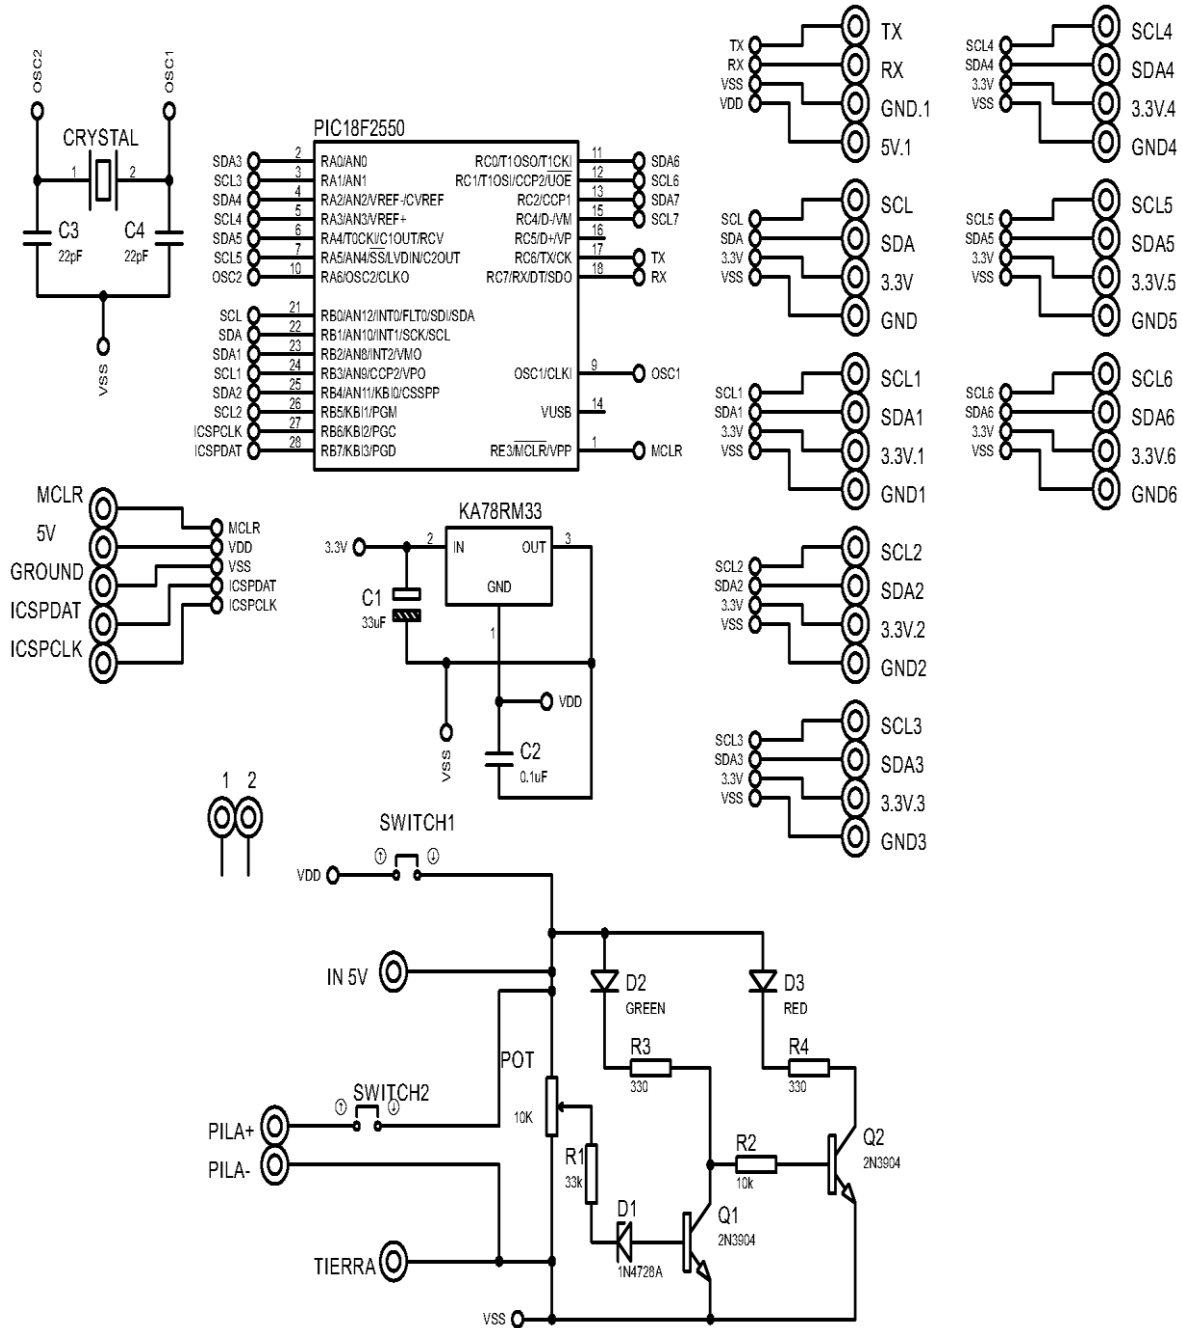 OSC2
OSC1
CRYSTAL
1
2
C3
22pF
C4
22pF
VSS
PIC18F2550
SDA3 2 RA0/AN0
SCL3 3 RA1/AN1
SDA4 4 RA2/AN2/VREF-/CVREF
SCL4 5 RA3/AN3/VREF+
SDA5 6 RA4/T0CKI/C1OUT/RCV
SCL5 7 RA5/AN4/SS/LVDIN/C2OUT
OSC2 10 RA6/OSC2/CLKO
SCL 21 RB0/AN12/INT0/FLT0/SDI/SDA
SDA 22 RB1/AN10/INT1/SCK/SCL
SDA1 23 RB2/AN8/INT2/VMO
SCL1 24 RB3/AN9/CCP2/VPO
SDA2 25 RB4/AN11/KBI0/CSSPP
SCL2 26 RB5/KBI1/PGM
ICSPCLK 27 RB6/KBI2/PGC
ICSPDAT 28 RB7/KBI3/PGD
RC0/T1OSO/T1CKI 11 SDA6
RC1/T1OSI/CCP2/UOE 12 SCL6
RC2/CCP1 13 SDA7
RC4/D-/VM 15 SCL7
RC5/D+/VP 16
RC6/TX/CK 17 TX
RC7/RX/DT/SDO 18 RX
OSC1/CLKI 9 OSC1
VUSB 14
RE3/MCLR/VPP 1 MCLR
TX TX
RX RX
VSS GND.1
VDD 5V.1
SCL SCL
SDA SDA
3.3V 3.3V
VSS GND
SCL1 SCL1
SDA1 SDA1
3.3V 3.3V.1
VSS GND1
SCL2 SCL2
SDA2 SDA2
3.3V 3.3V.2
VSS GND2
SCL3 SCL3
SDA3 SDA3
3.3V 3.3V.3
VSS GND3
SCL4 SCL4
SDA4 SDA4
3.3V 3.3V.4
VSS GND4
SCL5 SCL5
SDA5 SDA5
3.3V 3.3V.5
VSS GND5
SCL6 SCL6
SDA6 SDA6
3.3V 3.3V.6
VSS GND6
MCLR MCLR
5V VDD
GROUND VSS
ICSPDAT ICSPDAT
ICSPCLK ICSPCLK
KA78RM33
3.3V 2 IN OUT 3
GND
1
C1
33uF
VDD
VSS
C2
0.1uF
1 2
SWITCH1
VDD
IN 5V
D2
GREEN
D3
RED
R3
330
R4
330
POT
10K
SWITCH2
PILA+
PILA-
R1
33k
R2
10k
Q2
2N3904
D1
1N4728A
Q1
2N3904
TIERRA
VSS